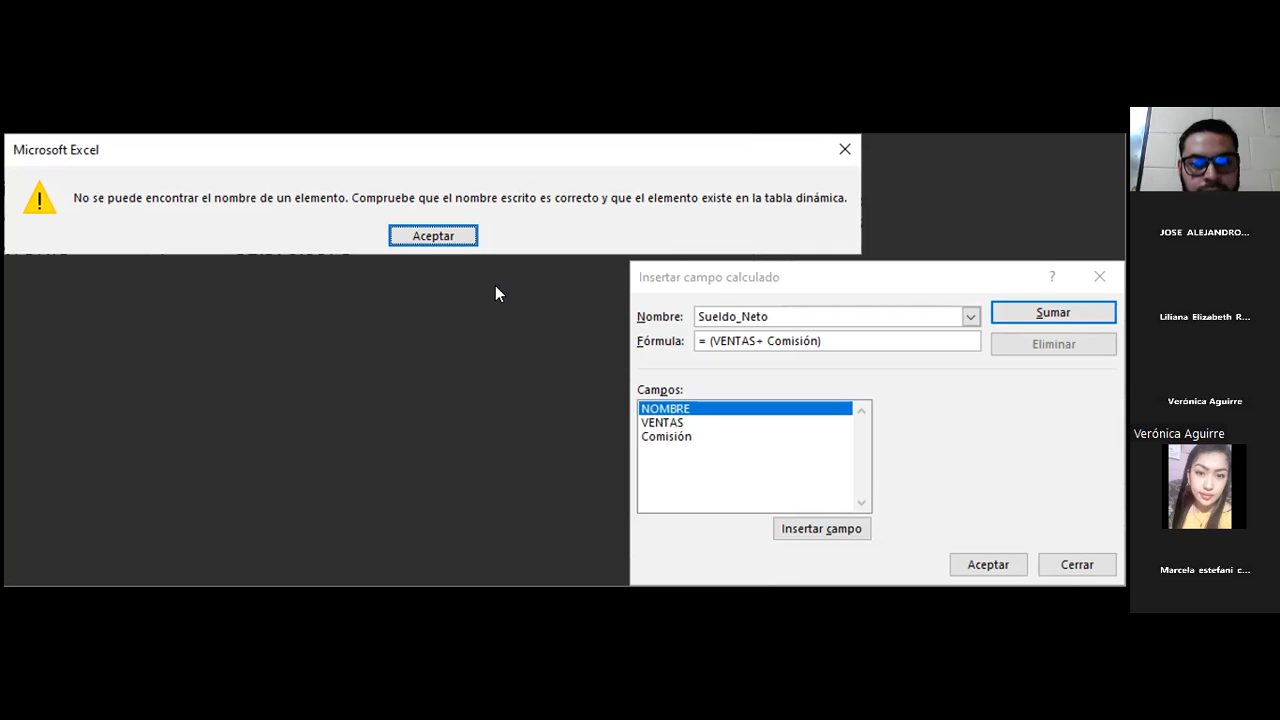 Microsoft Excel
No se puede encontrar el nombre de un elemento. Compruebe que el nombre escrito es correcto y que el elemento existe en la tabla dinámica.
Aceptar
Insertar campo calculado
?
Nombre: Sueldo_Neto
Sumar
Fórmula: = (VENTAS+ Comisión)
Eliminar
Campos:
NOMBRE
VENTAS
Comisión
Insertar campo
Aceptar
Cerrar
JOSE ALEJANDRO...
Liliana Elizabeth R...
Verónica Aguirre
Verónica Aguirre
Marcela estefani c...